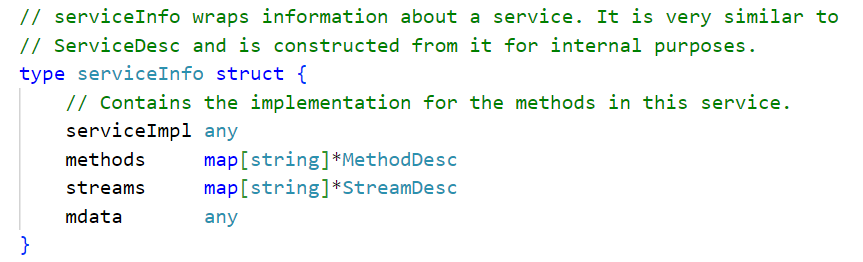 // serviceInfo wraps information about a service. It is very similar to
// ServiceDesc and is constructed from it for internal purposes.
type serviceInfo struct {
    // Contains the implementation for the methods in this service.
    serviceImpl any
    methods     map[string]*MethodDesc
    streams     map[string]*StreamDesc
    mdata       any
}